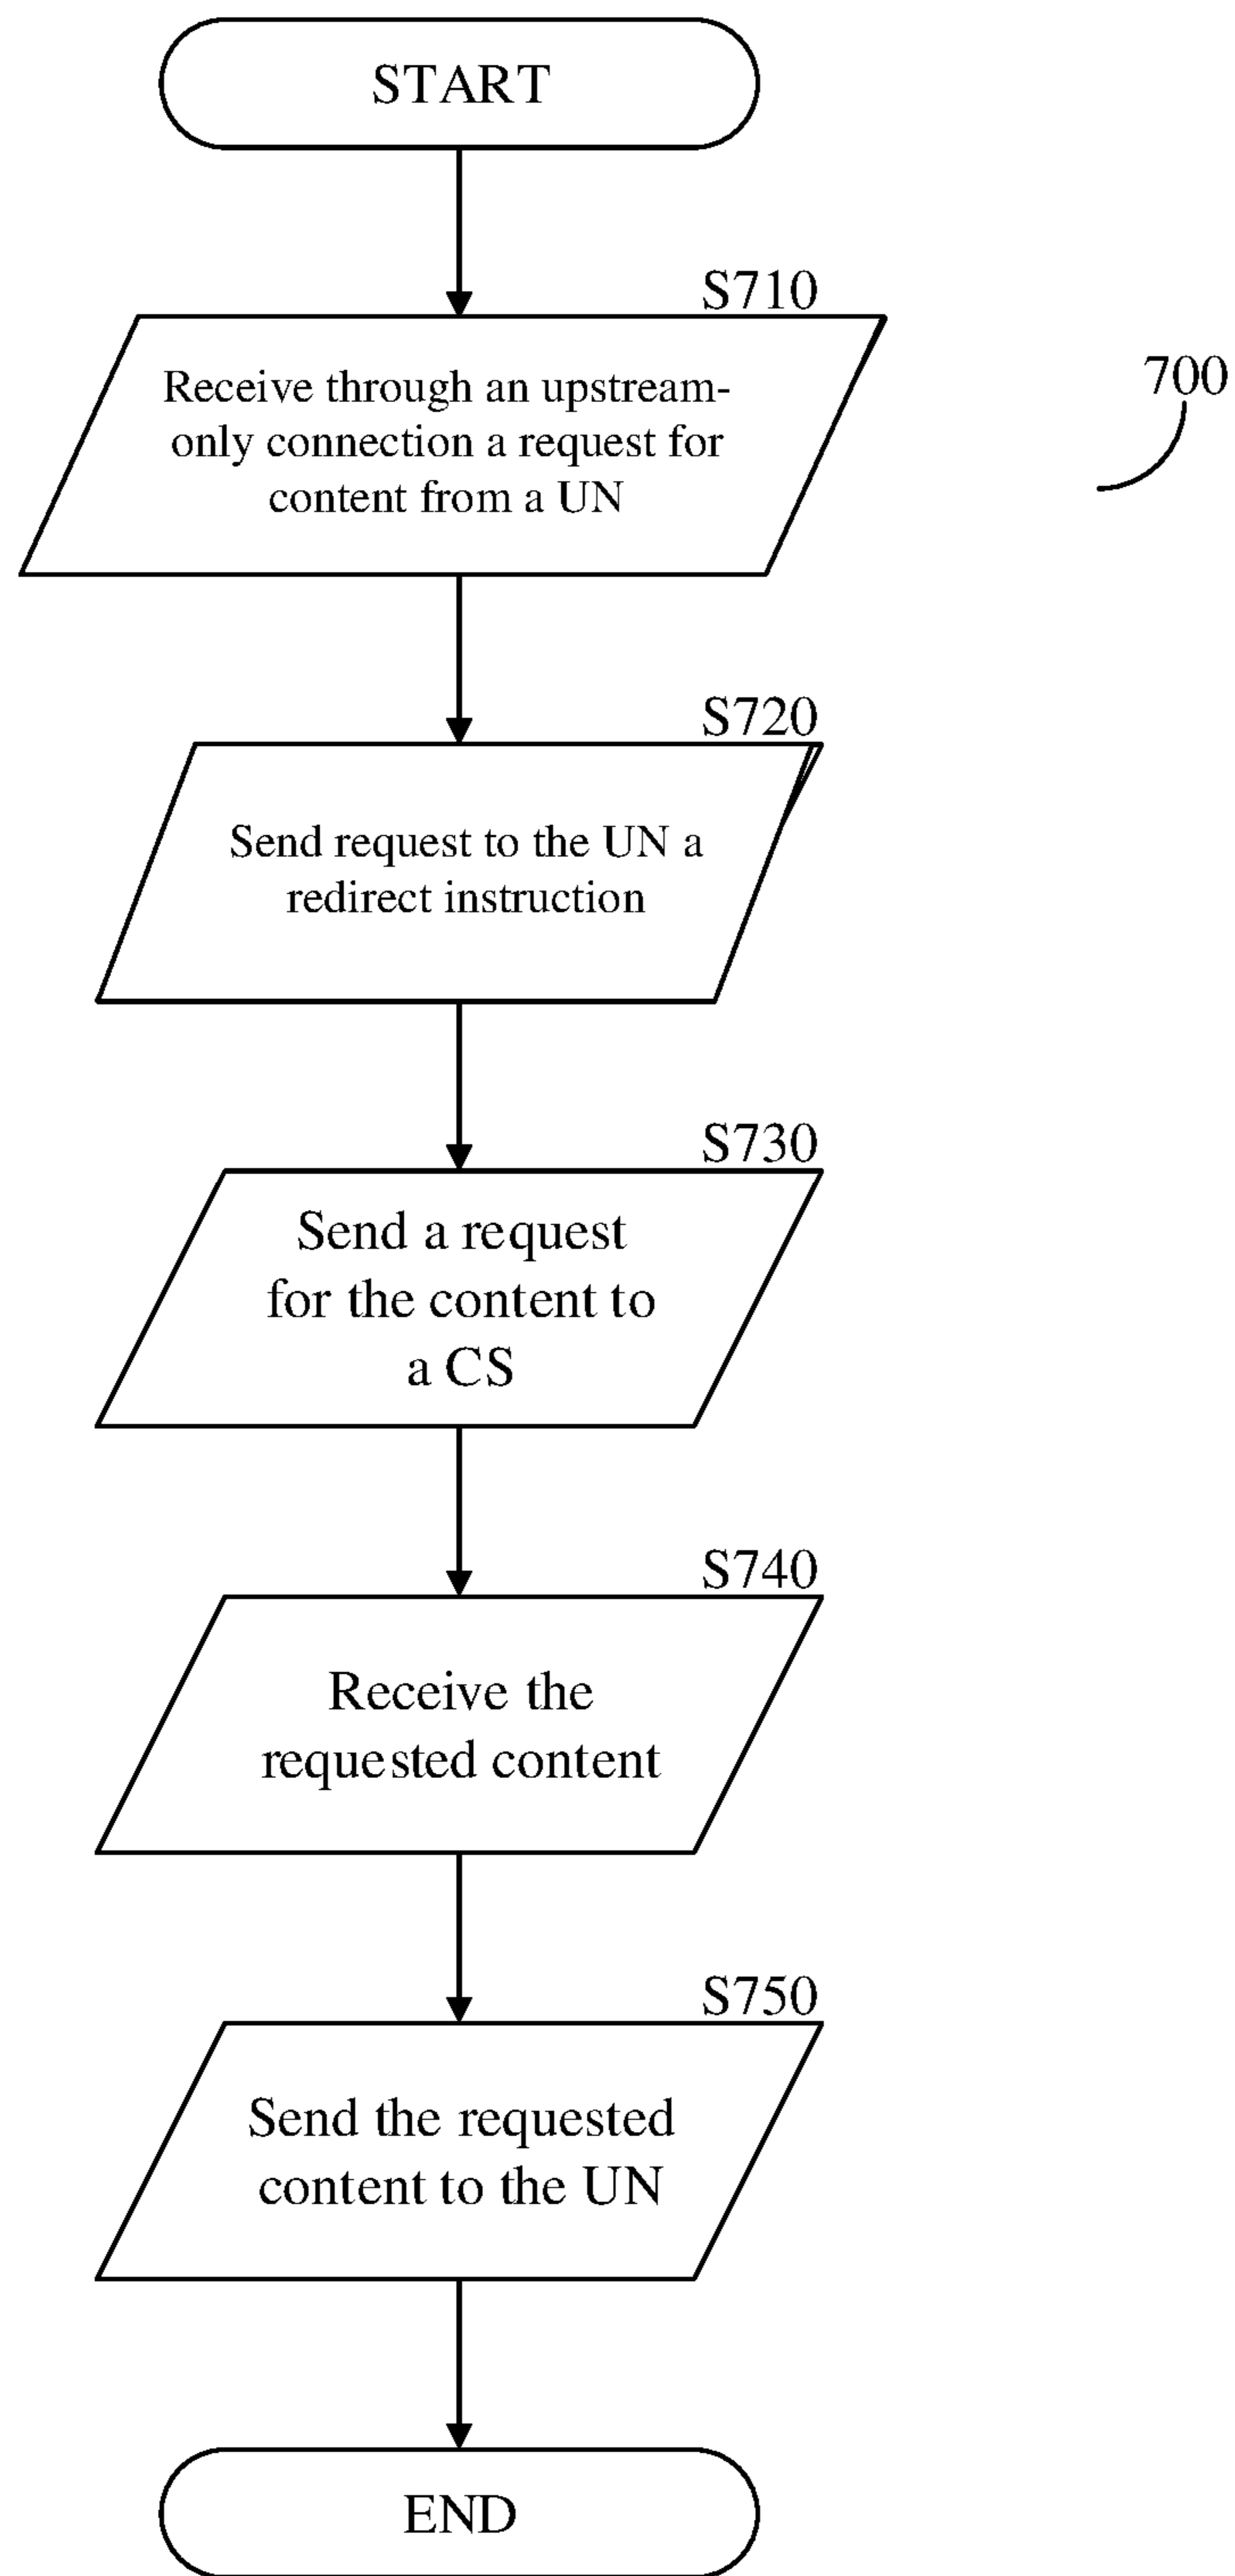 START
S710
Receive through an upstream-
only connection a request for
content from a UN
700
S720
Send request to the UN a
redirect instruction
S730
Send a request
for the content to
a CS
S740
Receive the
requested content
S750
Send the requested
content to the UN
END